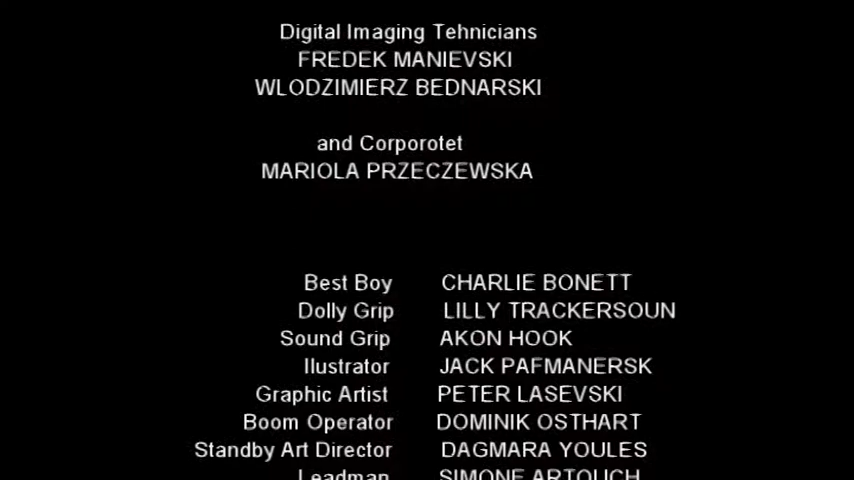 Digital Imaging Tehnicians
FREDEK MANIEVSKI
WLODZIMIERZ BEDNARSKI
and Corporotet
MARIOLA PRZECZEWSKA
Best Boy CHARLIE BONETT
Dolly Grip LILLY TRACKERSOUN
Sound Grip AKON HOOK
Ilustrator JACK PAFMANERSK
Graphic Artist PETER LASEVSKI
Boom Operator DOMINIK OSTHART
Standby Art Director DAGMARA YOULES
Leadman SIMONE ARTOUCH